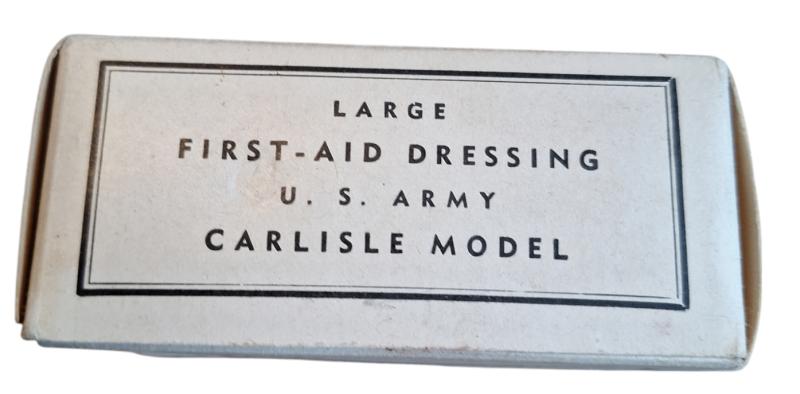 LARGE
FIRST-AID DRESSING
U. S. ARMY
CARLISLE MODEL